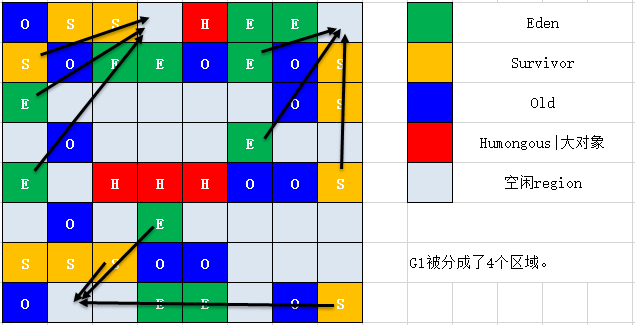 O S S H E E Eden
S O E E O E O S Survivor
E O S Old
O E Humongous|大对象
E H H H O O S 空闲region
O E
S S S O O G1被分成了4个区域。
O E E O S